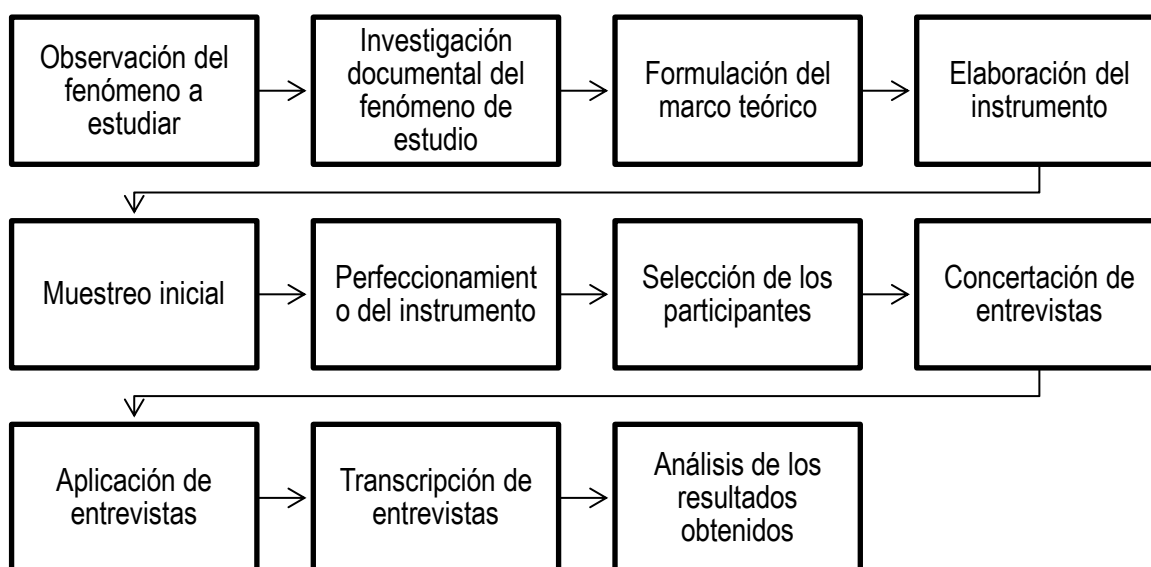 Observación del
fenómeno a
estudiar
Investigación
documental del
fenómeno de
estudio
Formulación del
marco teórico
Elaboración del
instrumento
Muestreo inicial
Perfeccionamient
o del instrumento
Selección de los
participantes
Concertación de
entrevistas
Aplicación de
entrevistas
Transcripción de
entrevistas
Análisis de los
resultados
obtenidos